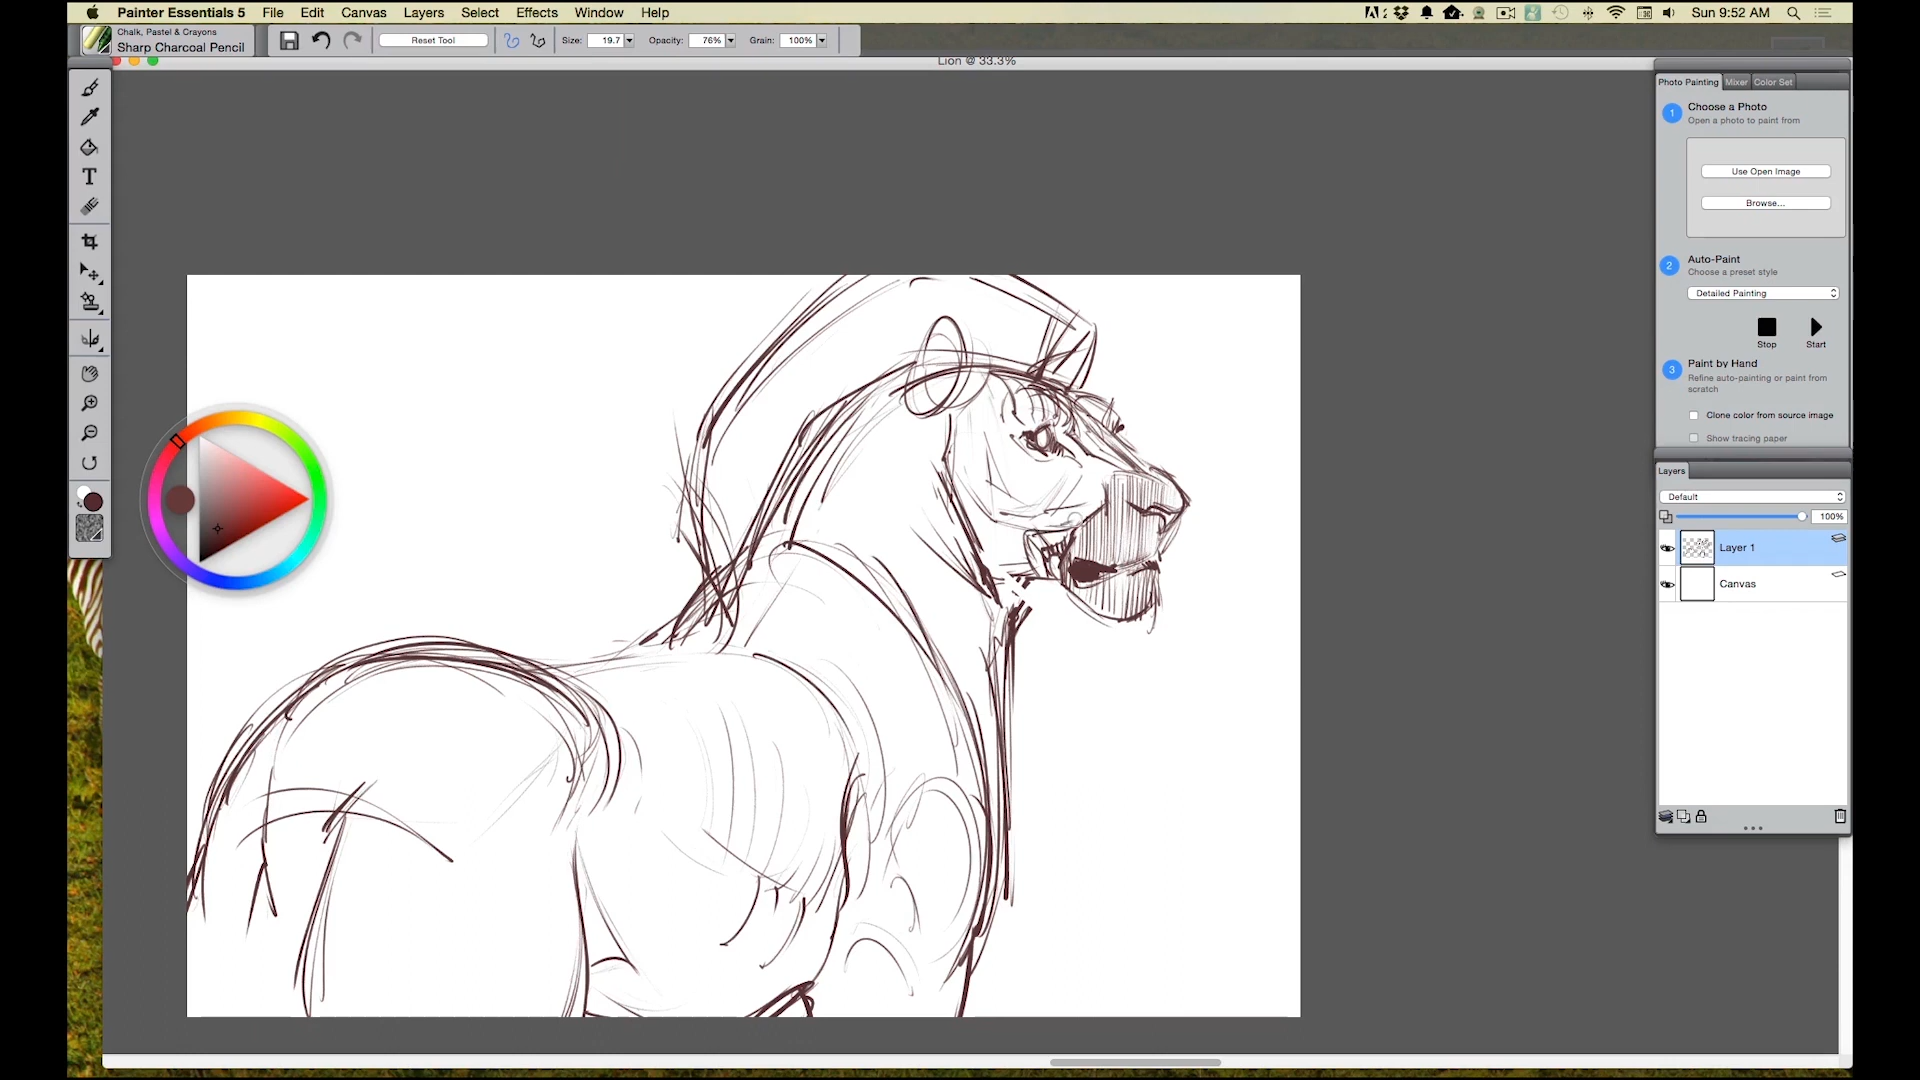 Painter Essentials 5 File Edit Canvas Layers Select Effects Window Help Sun 9:52 AM
Chalk, Pastel & Crayons
Sharp Charcoal Pencil
Reset Tool Size: 19.7 Opacity: 76% Grain: 100%
Lion @ 33.3%
Photo Painting Mixer Color Set
1 Choose a Photo
Open a photo to paint from
Use Open Image
Browse...
2 Auto-Paint
Choose a preset style
Detailed Painting
Stop Start
3 Paint by Hand
Refine auto-painting or paint from
scratch
Clone color from source image
Show tracing paper
Layers
Default
100%
Layer 1
Canvas
T